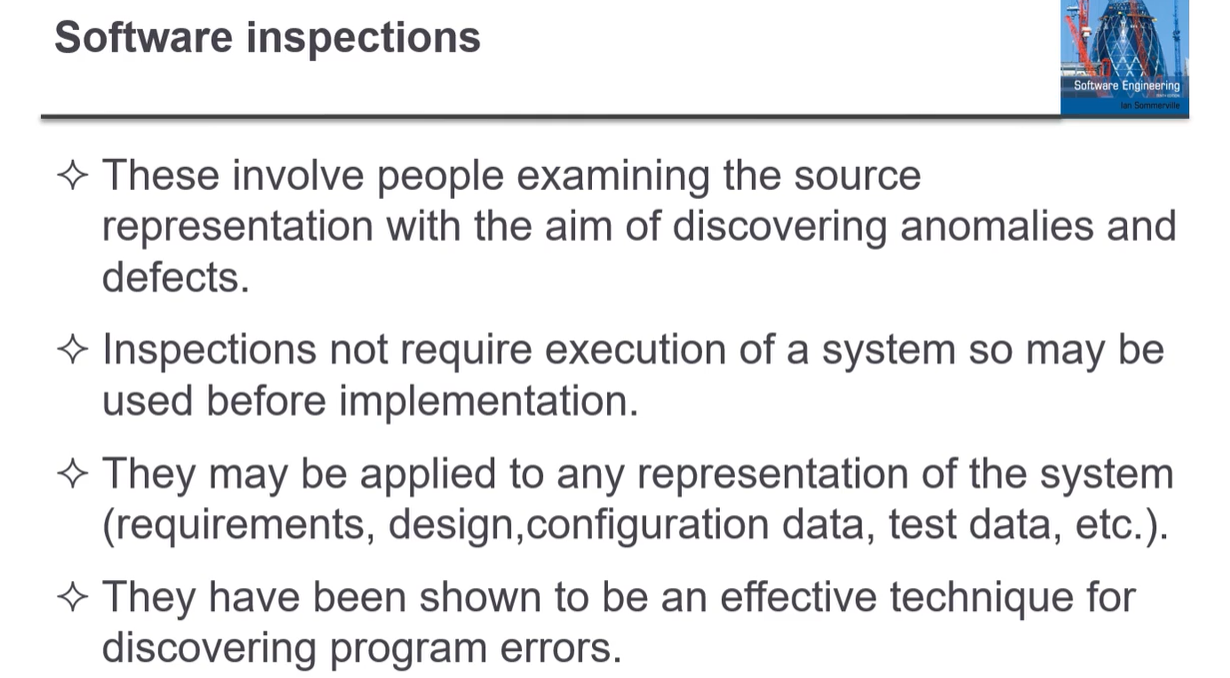 Software inspections
Software Engineering
Ian Sommerville
✧ These involve people examining the source
representation with the aim of discovering anomalies and
defects.
✧ Inspections not require execution of a system so may be
used before implementation.
✧ They may be applied to any representation of the system
(requirements, design,configuration data, test data, etc.).
✧ They have been shown to be an effective technique for
discovering program errors.